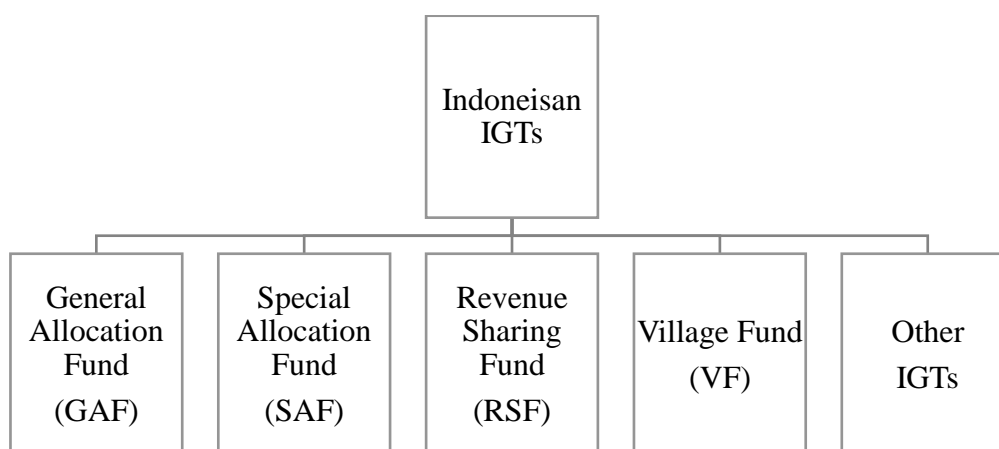 Indoneisan
IGTs
General
Allocation
Fund
(GAF)
Special
Allocation
Fund
(SAF)
Revenue
Sharing
Fund
(RSF)
Village Fund
(VF)
Other
IGTs